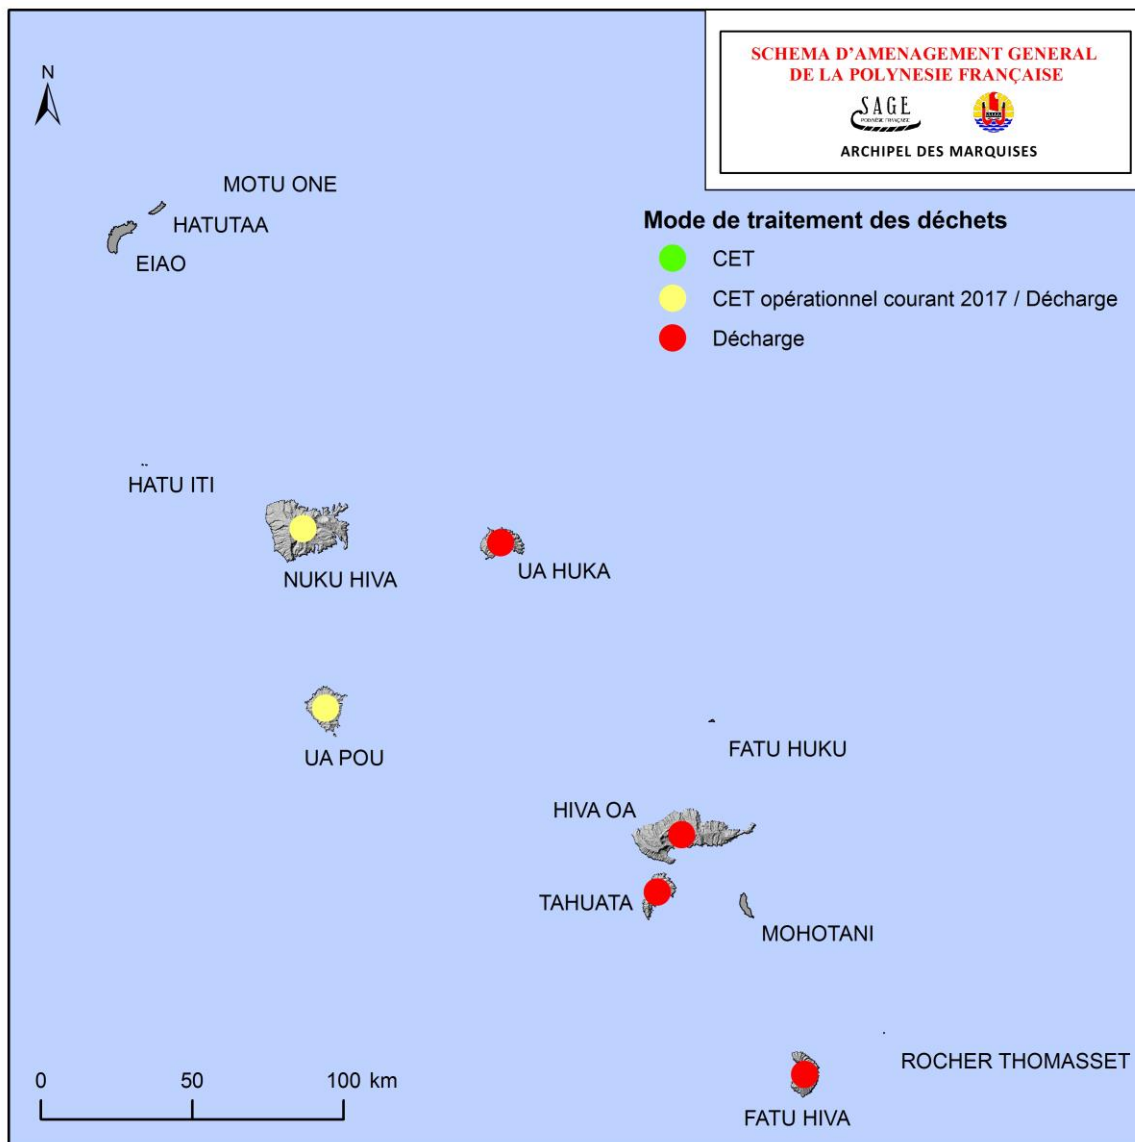 SCHEMA D'AMENAGEMENT GENERAL
DE LA POLYNESIE FRANÇAISE
SAGE
POLYNÉSIE FRANÇAISE
ARCHIPEL DES MARQUISES
N
MOTU ONE
HATUTAA
EIAO
Mode de traitement des déchets
CET
CET opérationnel courant 2017 / Décharge
Décharge
HATU ITI
NUKU HIVA
UA HUKA
UA POU
FATU HUKU
HIVA OA
TAHUATA
MOHOTANI
ROCHER THOMASSET
FATU HIVA
0 50 100 km